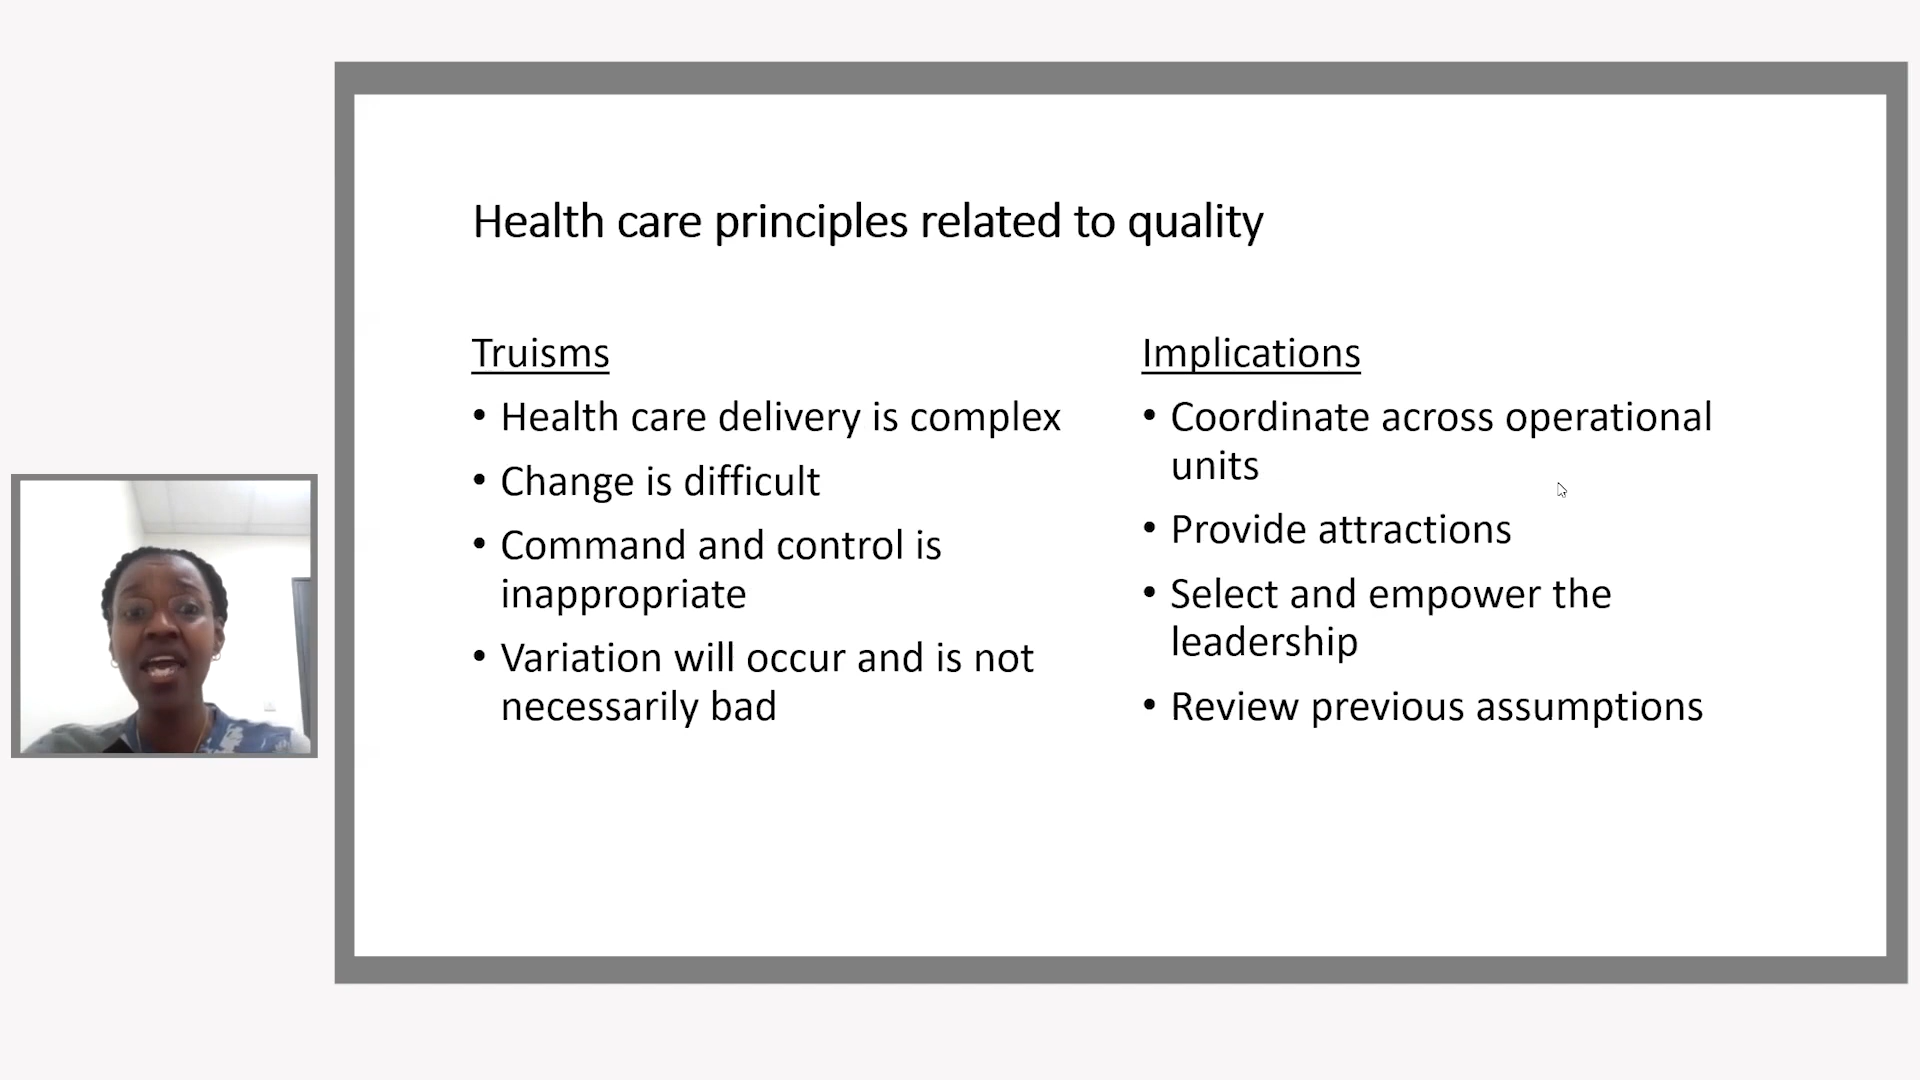 Health care principles related to quality
Truisms
• Health care delivery is complex
• Change is difficult
• Command and control is
inappropriate
• Variation will occur and is not
necessarily bad
Implications
• Coordinate across operational
units
• Provide attractions
• Select and empower the
leadership
• Review previous assumptions